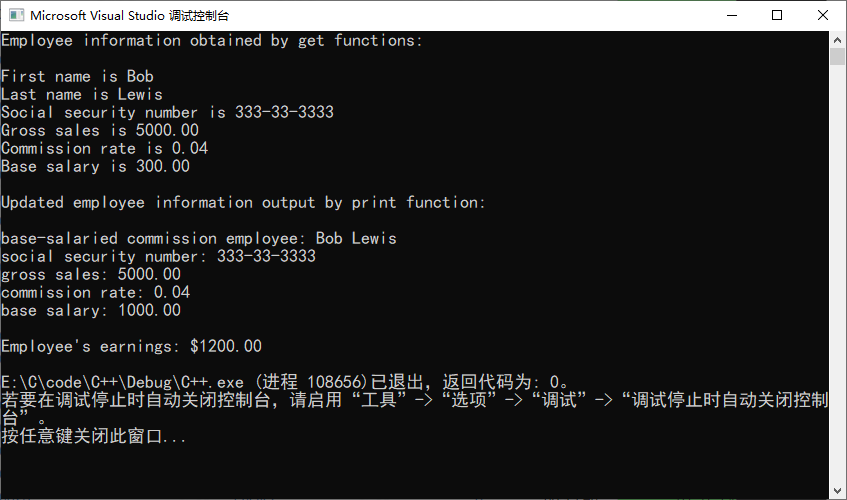 Microsoft Visual Studio 调试控制台
Employee information obtained by get functions:
First name is Bob
Last name is Lewis
Social security number is 333-33-3333
Gross sales is 5000.00
Commission rate is 0.04
Base salary is 300.00
Updated employee information output by print function:
base-salaried commission employee: Bob Lewis
social security number: 333-33-3333
gross sales: 5000.00
commission rate: 0.04
base salary: 1000.00
Employee's earnings: $1200.00
E:\C\code\C++\Debug\C++.exe (进程 108656)已退出，返回代码为: 0。
若要在调试停止时自动关闭控制台，请启用“工具”->“选项”->“调试”->“调试停止时自动关闭控制
台”。
按任意键关闭此窗口...